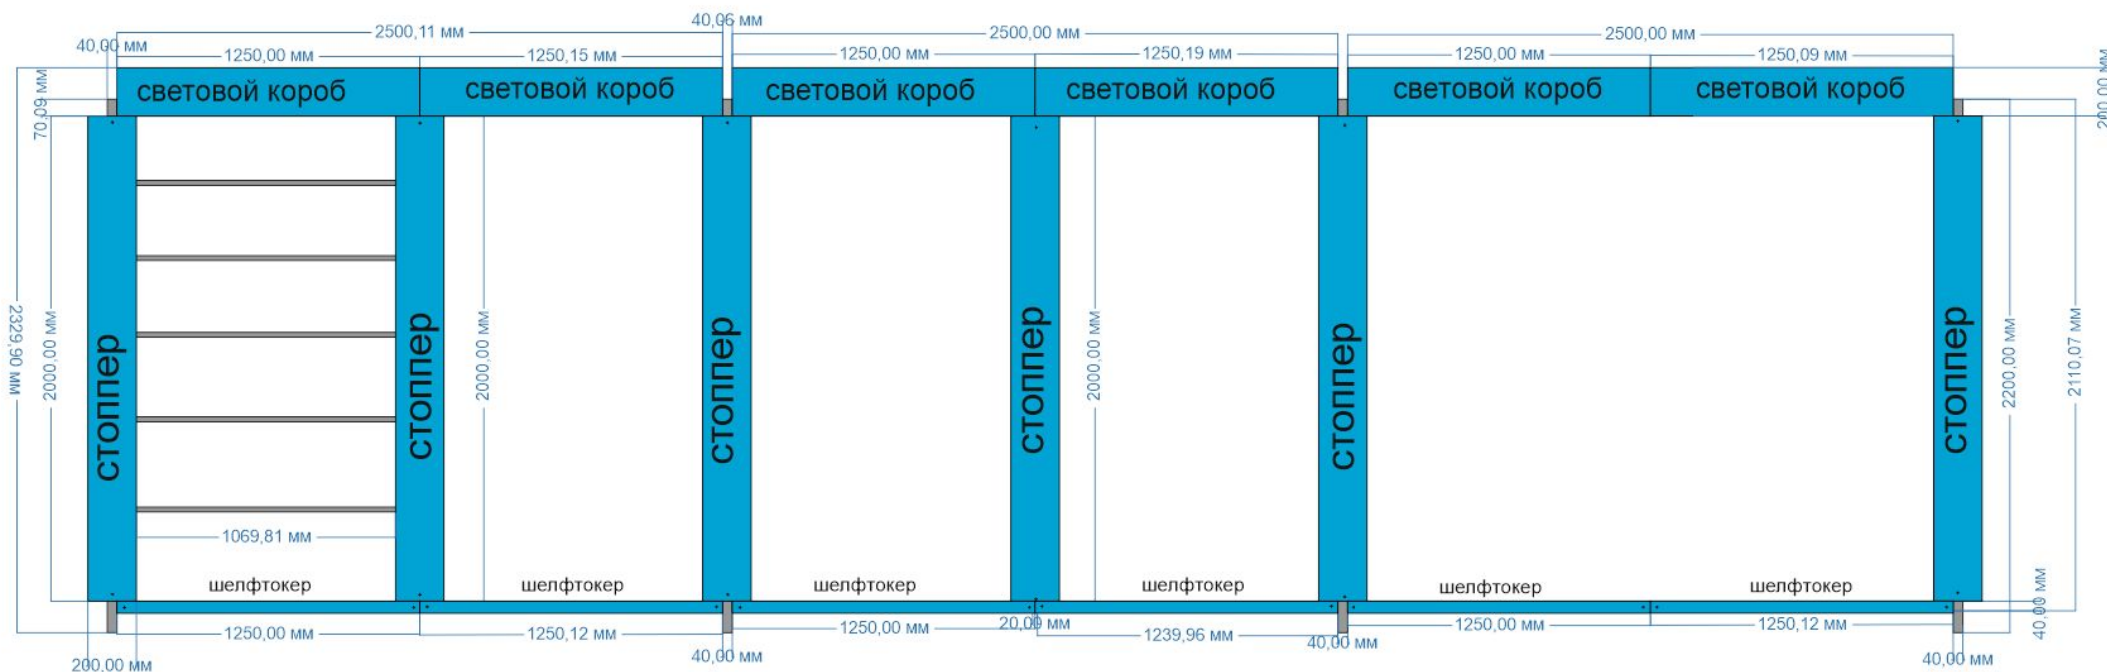 40,06 мм
2500,11 мм
2500,00 мм
2500,00 мм
40,00 мм
1250,00 мм
1250,15 мм
1250,00 мм
1250,19 мм
1250,00 мм
1250,09 мм
световой короб
световой короб
световой короб
световой короб
световой короб
световой короб
70,09 мм
200,00 мм
2329,90 мм
2000,00 мм
стоппер
стоппер
2000,00 мм
стоппер
стоппер
2000,00 мм
стоппер
стоппер
2200,00 мм
2110,07 мм
1069,81 мм
шелфтокер
шелфтокер
шелфтокер
шелфтокер
шелфтокер
шелфтокер
40,00 мм
1250,00 мм
1250,12 мм
1250,00 мм
20,09 мм
1239,96 мм
1250,00 мм
1250,12 мм
200,00 мм
40,00 мм
40,00 мм
40,00 мм